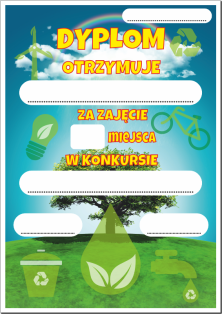 DYPLOM
OTRZYMUJE
ZA ZAJĘCIE
MIEJSCA
W KONKURSIE